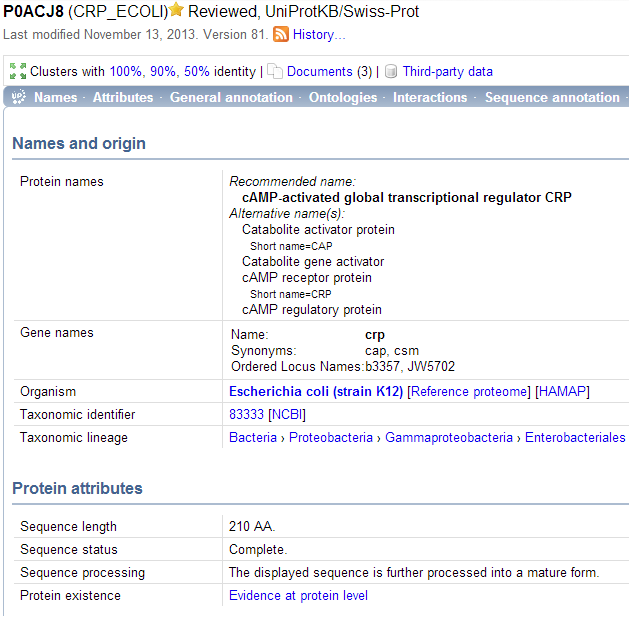 P0ACJ8 (CRP_ECOLI) Reviewed, UniProtKB/Swiss-Prot
Last modified November 13, 2013. Version 81. History...
Clusters with 100%, 90%, 50% identity | Documents (3) | Third-party data
Names · Attributes · General annotation · Ontologies · Interactions · Sequence annotation ·
Names and origin
Protein names
Recommended name:
cAMP-activated global transcriptional regulator CRP
Alternative name(s):
Catabolite activator protein
Short name=CAP
Catabolite gene activator
cAMP receptor protein
Short name=CRP
cAMP regulatory protein
Gene names
Name: crp
Synonyms: cap, csm
Ordered Locus Names:b3357, JW5702
Organism Escherichia coli (strain K12) [Reference proteome] [HAMAP]
Taxonomic identifier 83333 [NCBI]
Taxonomic lineage Bacteria › Proteobacteria › Gammaproteobacteria › Enterobacteriales
Protein attributes
Sequence length 210 AA.
Sequence status Complete.
Sequence processing The displayed sequence is further processed into a mature form.
Protein existence Evidence at protein level